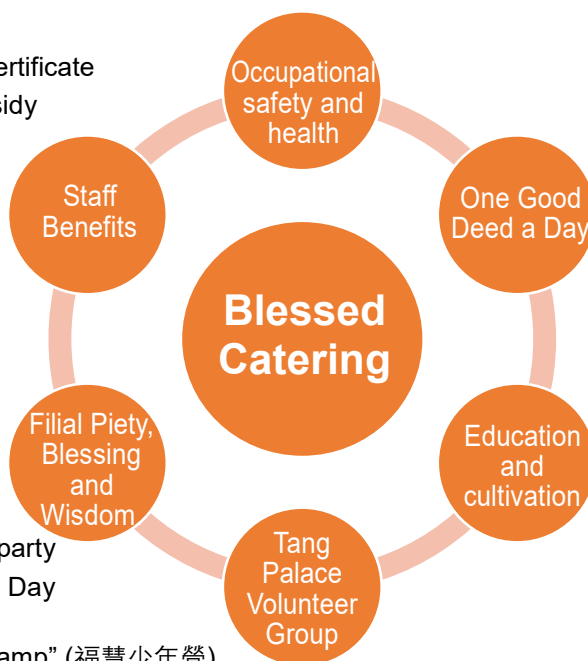 ertificate
sidy
Occupational
safety and
health
Staff
Benefits
One Good
Deed a Day
Blessed
Catering
Filial Piety,
Blessing
and
Wisdom
Education
and
cultivation
party
Day
Tang
Palace
Volunteer
Group
amp” (福慧少年營)